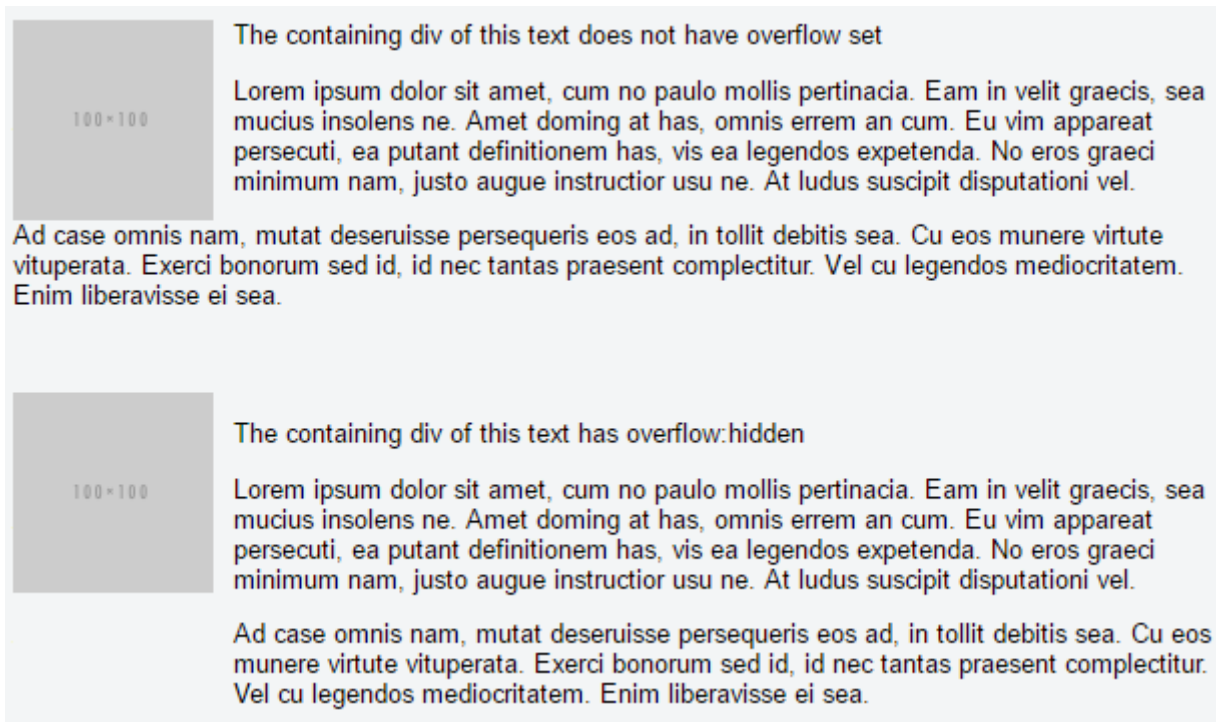 The containing div of this text does not have overflow set
100×100
Lorem ipsum dolor sit amet, cum no paulo mollis pertinacia. Eam in velit graecis, sea
mucius insolens ne. Amet doming at has, omnis errem an cum. Eu vim appareat
persecuti, ea putant definitionem has, vis ea legendos expetenda. No eros graeci
minimum nam, justo augue instructior usu ne. At ludus suscipit disputationi vel.
Ad case omnis nam, mutat deseruisse persequeris eos ad, in tollit debitis sea. Cu eos munere virtute
vituperata. Exerci bonorum sed id, id nec tantas praesent complectitur. Vel cu legendos mediocritatem.
Enim liberavisse ei sea.
The containing div of this text has overflow:hidden
100×100
Lorem ipsum dolor sit amet, cum no paulo mollis pertinacia. Eam in velit graecis, sea
mucius insolens ne. Amet doming at has, omnis errem an cum. Eu vim appareat
persecuti, ea putant definitionem has, vis ea legendos expetenda. No eros graeci
minimum nam, justo augue instructior usu ne. At ludus suscipit disputationi vel.
Ad case omnis nam, mutat deseruisse persequeris eos ad, in tollit debitis sea. Cu eos
munere virtute vituperata. Exerci bonorum sed id, id nec tantas praesent complectitur.
Vel cu legendos mediocritatem. Enim liberavisse ei sea.